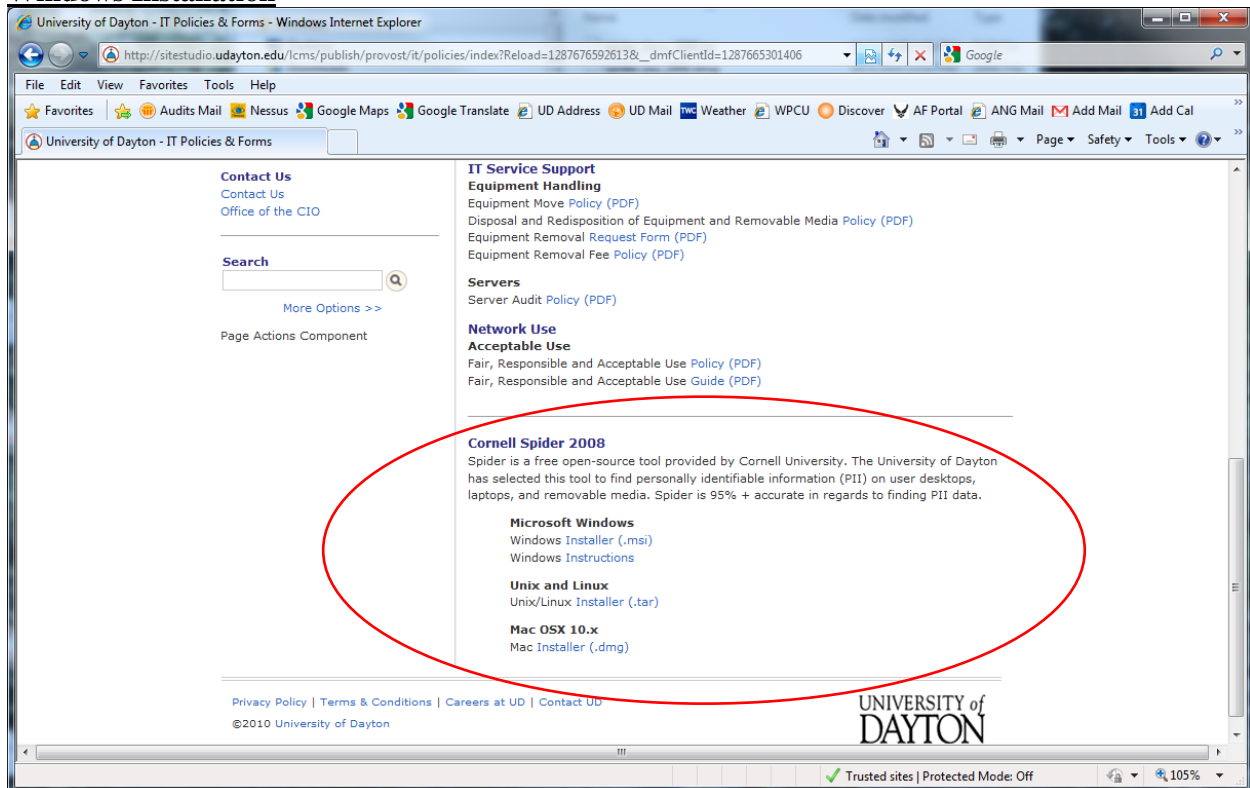 Windows Installation
University of Dayton - IT Policies & Forms - Windows Internet Explorer
http://sitestudio.udayton.edu/lcms/publish/provost/it/policies/index?Reload=1287676592613&_dmfClientId=1287665301406
Google
File Edit View Favorites Tools Help
Favorites Audits Mail Nessus Google Maps Google Translate UD Address UD Mail TWC Weather WPCU Discover AF Portal ANG Mail Add Mail 31 Add Cal »
University of Dayton - IT Policies & Forms
Page Safety Tools »
Contact Us
Contact Us
Office of the CIO
Search
More Options >>
Page Actions Component
IT Service Support
Equipment Handling
Equipment Move Policy (PDF)
Disposal and Redisposition of Equipment and Removable Media Policy (PDF)
Equipment Removal Request Form (PDF)
Equipment Removal Fee Policy (PDF)
Servers
Server Audit Policy (PDF)
Network Use
Acceptable Use
Fair, Responsible and Acceptable Use Policy (PDF)
Fair, Responsible and Acceptable Use Guide (PDF)
Cornell Spider 2008
Spider is a free open-source tool provided by Cornell University. The University of Dayton
has selected this tool to find personally identifiable information (PII) on user desktops,
laptops, and removable media. Spider is 95% + accurate in regards to finding PII data.
Microsoft Windows
Windows Installer (.msi)
Windows Instructions
Unix and Linux
Unix/Linux Installer (.tar)
Mac OSX 10.x
Mac Installer (.dmg)
Privacy Policy | Terms & Conditions | Careers at UD | Contact UD
©2010 University of Dayton
UNIVERSITY of
DAYTON
Trusted sites | Protected Mode: Off
105%